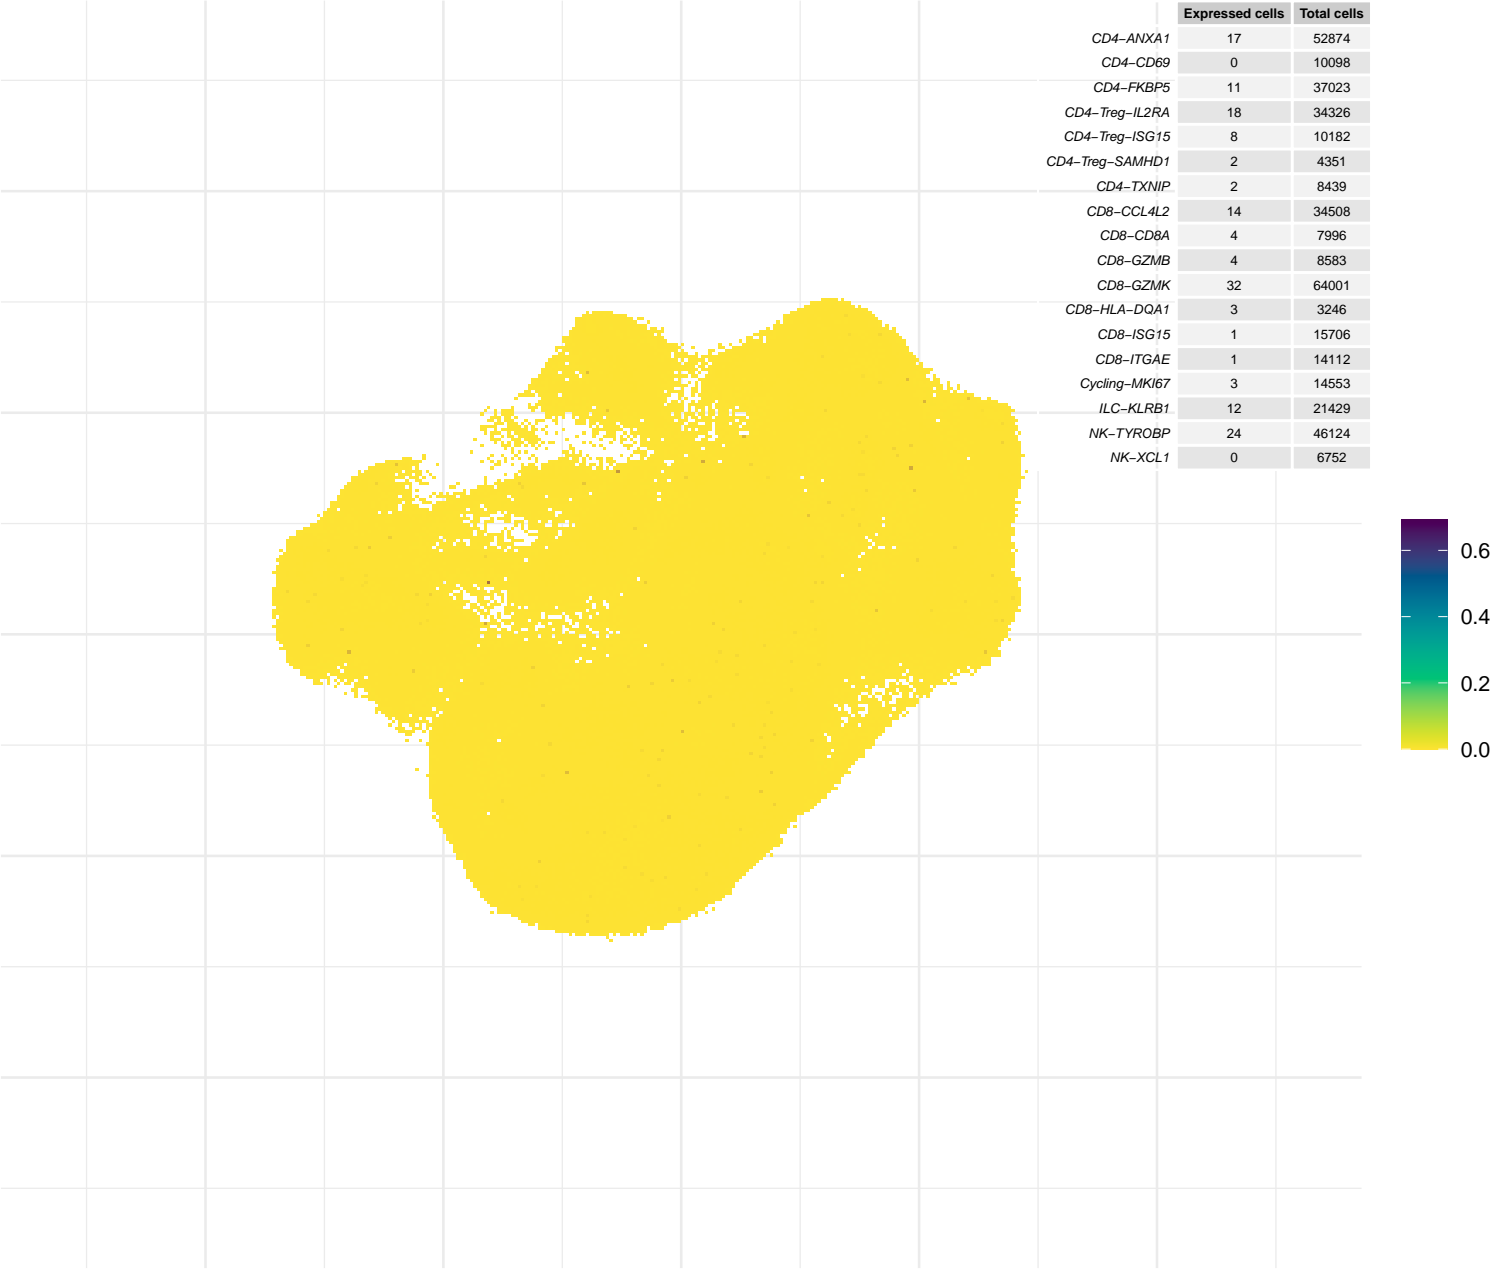 Expressed cells Total cells
CD4−ANXA1 17 52874
CD4−CD69 0 10098
CD4−FKBP5 11 37023
CD4−Treg−IL2RA 18 34326
CD4−Treg−ISG15 8 10182
CD4−Treg−SAMHD1 2 4351
CD4−TXNIP 2 8439
CD8−CCL4L2 14 34508
CD8−CD8A 4 7996
CD8−GZMB 4 8583
CD8−GZMK 32 64001
CD8−HLA−DQA1 3 3246
CD8−ISG15 1 15706
CD8−ITGAE 1 14112
Cycling−MKI67 3 14553
ILC−KLRB1 12 21429
NK−TYROBP 24 46124
NK−XCL1 0 6752
0.6
0.4
0.2
0.0